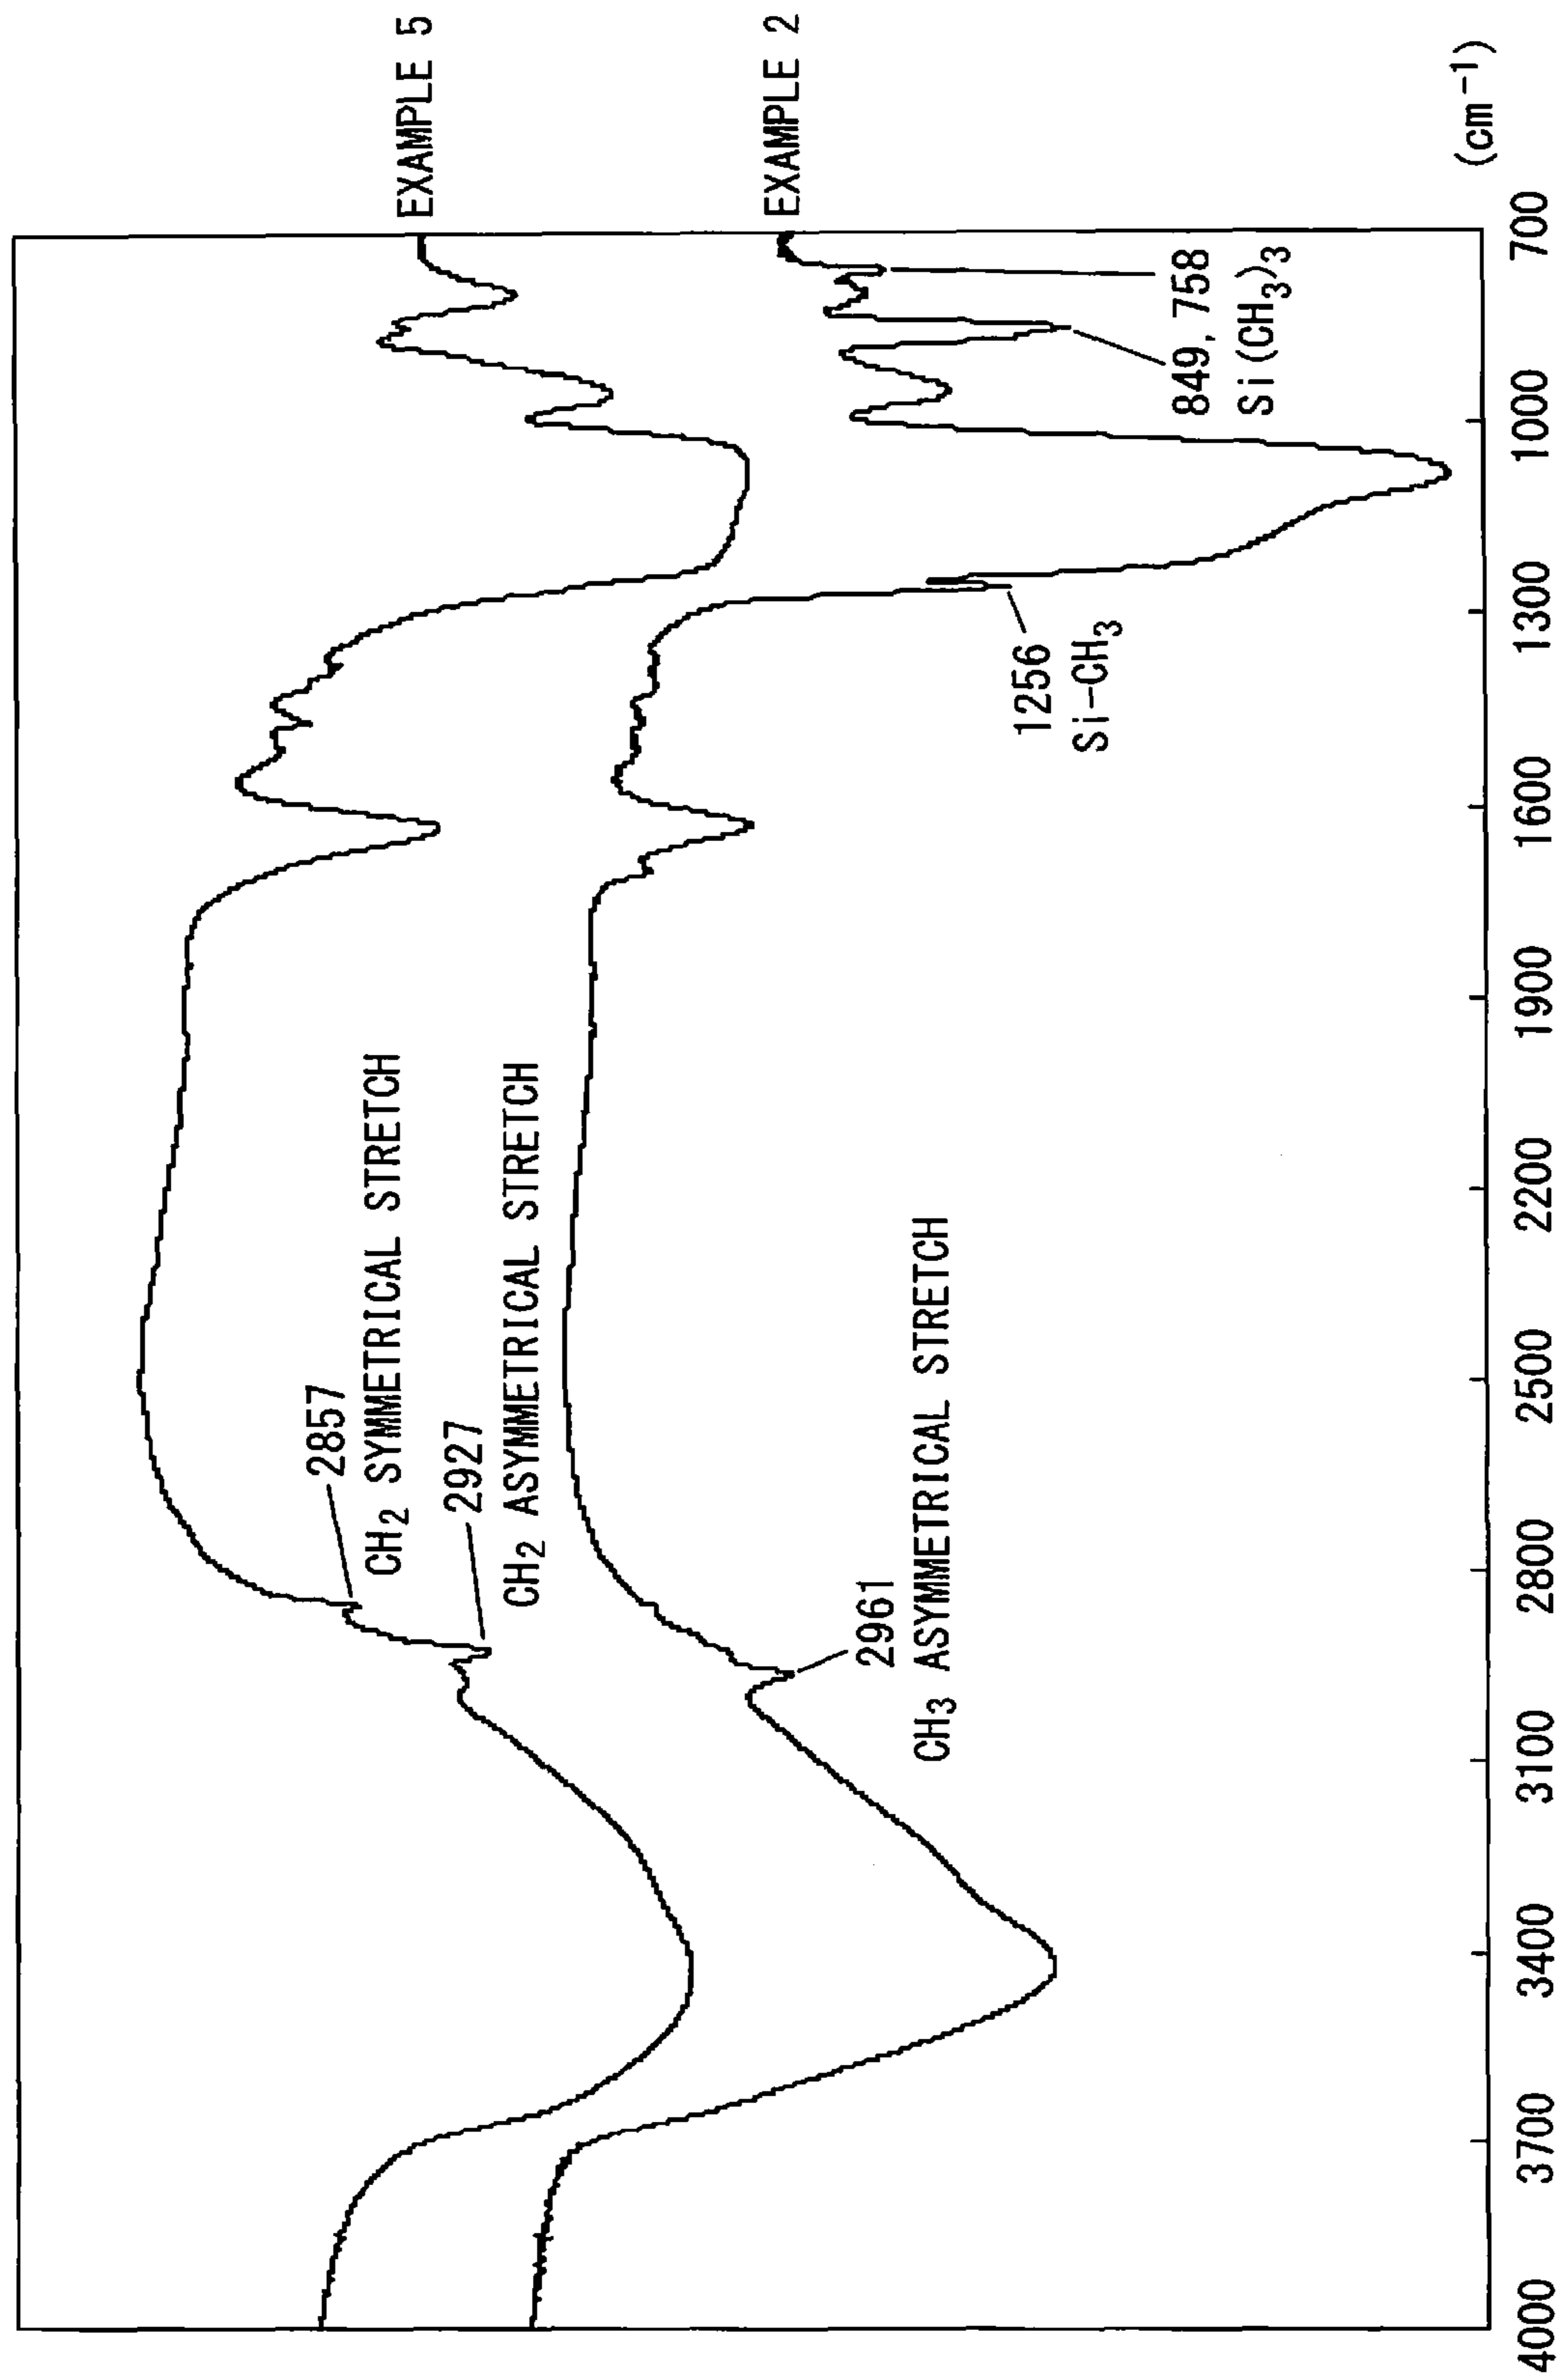 EXAMPLE 5
EXAMPLE 2
2857
CH2 SYMMETRICAL STRETCH
2927
CH2 ASYMMETRICAL STRETCH
2961
CH3 ASYMMETRICAL STRETCH
1256
Si-CH3
849, 758
Si(CH3)3
4000 3700 3400 3100 2800 2500 2200 1900 1600 1300 1000 700
(cm-1)